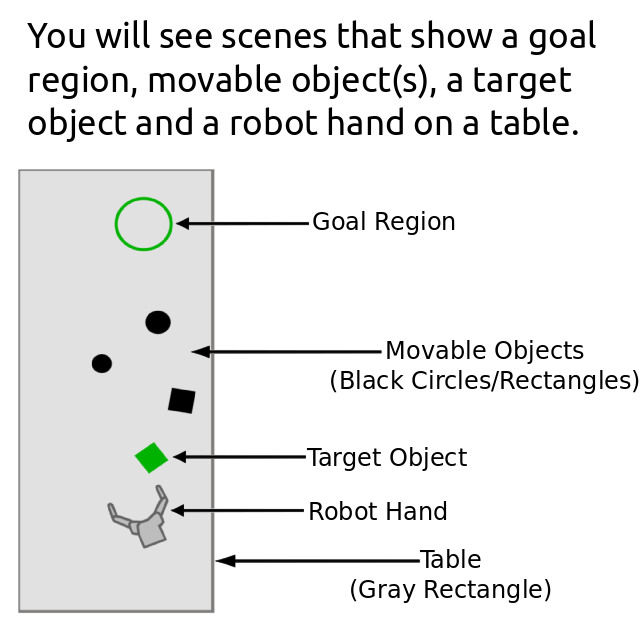 You will see scenes that show a goal
region, movable object(s), a target
object and a robot hand on a table.
Goal Region
Movable Objects
(Black Circles/Rectangles)
Target Object
Robot Hand
Table
(Gray Rectangle)